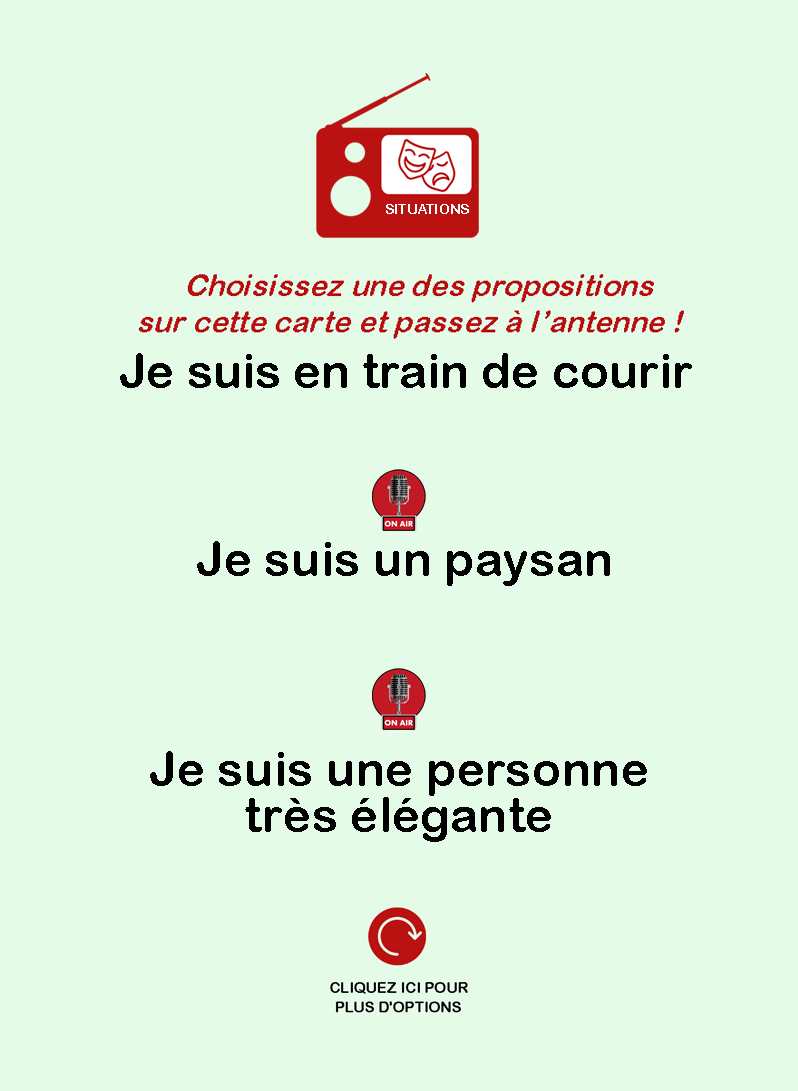 SITUATIONS
Choisissez une des propositions
sur cette carte et passez à l’antenne !
Je suis en train de courir
ON AIR
Je suis un paysan
ON AIR
Je suis une personne
très élégante
CLIQUEZ ICI POUR
PLUS D'OPTIONS